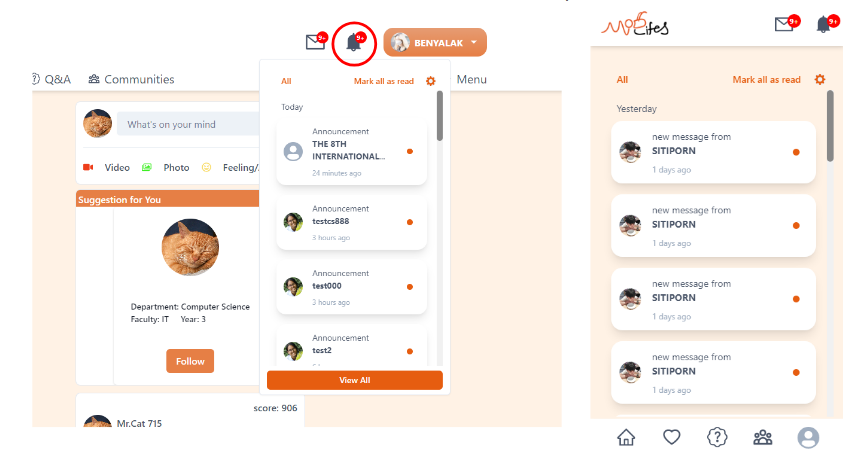 9+
9+
BENYALAK
Q&A
Communities
Menu
What's on your mind
Video
Photo
Feeling/
Suggestion for You
Department: Computer Science
Faculty: IT Year: 3
Follow
score: 906
Mr.Cat 715
All
Mark all as read
Today
Announcement
THE 8TH
INTERNATIONAL...
24 minutes ago
Announcement
testcs888
3 hours ago
Announcement
test000
3 hours ago
Announcement
test2
View All
9+
9+
All
Mark all as read
Yesterday
new message from
SITIPORN
1 days ago
new message from
SITIPORN
1 days ago
new message from
SITIPORN
1 days ago
new message from
SITIPORN
1 days ago